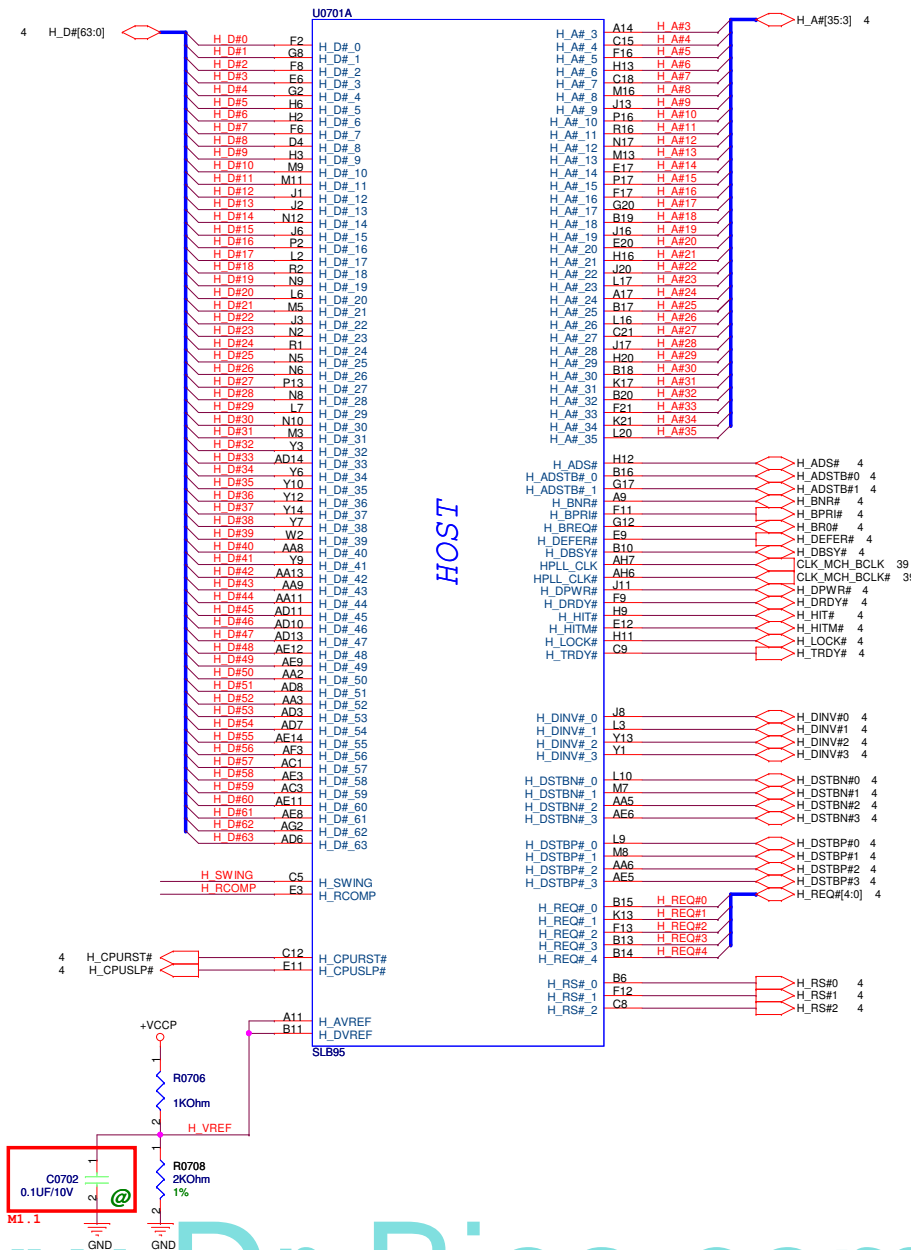 U0701A
4 H_D#[63:0]
H_A#[35:3] 4
H_D#0 F2 H_D#_0
H_D#1 G8 H_D#_1
H_D#2 F8 H_D#_2
H_D#3 E6 H_D#_3
H_D#4 G2 H_D#_4
H_D#5 H6 H_D#_5
H_D#6 H2 H_D#_6
H_D#7 F6 H_D#_7
H_D#8 D4 H_D#_8
H_D#9 H3 H_D#_9
H_D#10 M9 H_D#_10
H_D#11 M11 H_D#_11
H_D#12 J1 H_D#_12
H_D#13 J2 H_D#_13
H_D#14 N12 H_D#_14
H_D#15 J6 H_D#_15
H_D#16 P2 H_D#_16
H_D#17 L2 H_D#_17
H_D#18 R2 H_D#_18
H_D#19 N9 H_D#_19
H_D#20 L6 H_D#_20
H_D#21 M5 H_D#_21
H_D#22 J3 H_D#_22
H_D#23 N2 H_D#_23
H_D#24 R1 H_D#_24
H_D#25 N5 H_D#_25
H_D#26 N6 H_D#_26
H_D#27 P13 H_D#_27
H_D#28 N8 H_D#_28
H_D#29 L7 H_D#_29
H_D#30 N10 H_D#_30
H_D#31 M3 H_D#_31
H_D#32 Y3 H_D#_32
H_D#33 AD14 H_D#_33
H_D#34 Y6 H_D#_34
H_D#35 Y10 H_D#_35
H_D#36 Y12 H_D#_36
H_D#37 Y14 H_D#_37
H_D#38 Y7 H_D#_38
H_D#39 W2 H_D#_39
H_D#40 AA8 H_D#_40
H_D#41 Y9 H_D#_41
H_D#42 AA13 H_D#_42
H_D#43 AA9 H_D#_43
H_D#44 AA11 H_D#_44
H_D#45 AD11 H_D#_45
H_D#46 AD10 H_D#_46
H_D#47 AD13 H_D#_47
H_D#48 AE12 H_D#_48
H_D#49 AE9 H_D#_49
H_D#50 AA2 H_D#_50
H_D#51 AD8 H_D#_51
H_D#52 AA3 H_D#_52
H_D#53 AD3 H_D#_53
H_D#54 AD7 H_D#_54
H_D#55 AE14 H_D#_55
H_D#56 AF3 H_D#_56
H_D#57 AC1 H_D#_57
H_D#58 AE3 H_D#_58
H_D#59 AC3 H_D#_59
H_D#60 AE11 H_D#_60
H_D#61 AE8 H_D#_61
H_D#62 AG2 H_D#_62
H_D#63 AD6 H_D#_63
H_SWING C5 H_SWING
H_RCOMP E3 H_RCOMP
4 H_CPURST# C12 H_CPURST#
4 H_CPUSLP# E11 H_CPUSLP#
A11 H_AVREF
B11 H_DVREF
HOST
H_A#_3 A14 H_A#3
H_A#_4 C15 H_A#4
H_A#_5 F16 H_A#5
H_A#_6 H13 H_A#6
H_A#_7 C18 H_A#7
H_A#_8 M16 H_A#8
H_A#_9 J13 H_A#9
H_A#_10 P16 H_A#10
H_A#_11 R16 H_A#11
H_A#_12 N17 H_A#12
H_A#_13 M13 H_A#13
H_A#_14 E17 H_A#14
H_A#_15 P17 H_A#15
H_A#_16 F17 H_A#16
H_A#_17 G20 H_A#17
H_A#_18 B19 H_A#18
H_A#_19 J16 H_A#19
H_A#_20 E20 H_A#20
H_A#_21 H16 H_A#21
H_A#_22 J20 H_A#22
H_A#_23 L17 H_A#23
H_A#_24 A17 H_A#24
H_A#_25 B17 H_A#25
H_A#_26 L16 H_A#26
H_A#_27 C21 H_A#27
H_A#_28 J17 H_A#28
H_A#_29 H20 H_A#29
H_A#_30 B18 H_A#30
H_A#_31 K17 H_A#31
H_A#_32 B20 H_A#32
H_A#_33 F21 H_A#33
H_A#_34 K21 H_A#34
H_A#_35 L20 H_A#35
H_ADS# H12 H_ADS# 4
H_ADSTB#_0 B16 H_ADSTB#0 4
H_ADSTB#_1 G17 H_ADSTB#1 4
H_BNR# A9 H_BNR# 4
H_BPRI# F11 H_BPRI# 4
H_BREQ# G12 H_BR0# 4
H_DEFER# E9 H_DEFER# 4
H_DBSY# B10 H_DBSY# 4
HPLL_CLK AH7 CLK_MCH_BCLK 39
HPLL_CLK# AH6 CLK_MCH_BCLK# 39
H_DPWR# J11 H_DPWR# 4
H_DRDY# F9 H_DRDY# 4
H_HIT# H9 H_HIT# 4
H_HITM# E12 H_HITM# 4
H_LOCK# H11 H_LOCK# 4
H_TRDY# C9 H_TRDY# 4
H_DINV#_0 J8 H_DINV#0 4
H_DINV#_1 L3 H_DINV#1 4
H_DINV#_2 Y13 H_DINV#2 4
H_DINV#_3 Y1 H_DINV#3 4
H_DSTBN#_0 L10 H_DSTBN#0 4
H_DSTBN#_1 M7 H_DSTBN#1 4
H_DSTBN#_2 AA5 H_DSTBN#2 4
H_DSTBN#_3 AE6 H_DSTBN#3 4
H_DSTBP#_0 L9 H_DSTBP#0 4
H_DSTBP#_1 M8 H_DSTBP#1 4
H_DSTBP#_2 AA6 H_DSTBP#2 4
H_DSTBP#_3 AE5 H_DSTBP#3 4
H_REQ#[4:0] 4
H_REQ#_0 B15 H_REQ#0
H_REQ#_1 K13 H_REQ#1
H_REQ#_2 F13 H_REQ#2
H_REQ#_3 B13 H_REQ#3
H_REQ#_4 B14 H_REQ#4
H_RS#_0 B6 H_RS#0 4
H_RS#_1 F12 H_RS#1 4
H_RS#_2 C8 H_RS#2 4
SLB95
+VCCP
1
R0706
1KOhm
2
H_VREF
1
C0702
0.1UF/10V
2
@
M1.1
GND
1
R0708
2KOhm
1%
2
GND